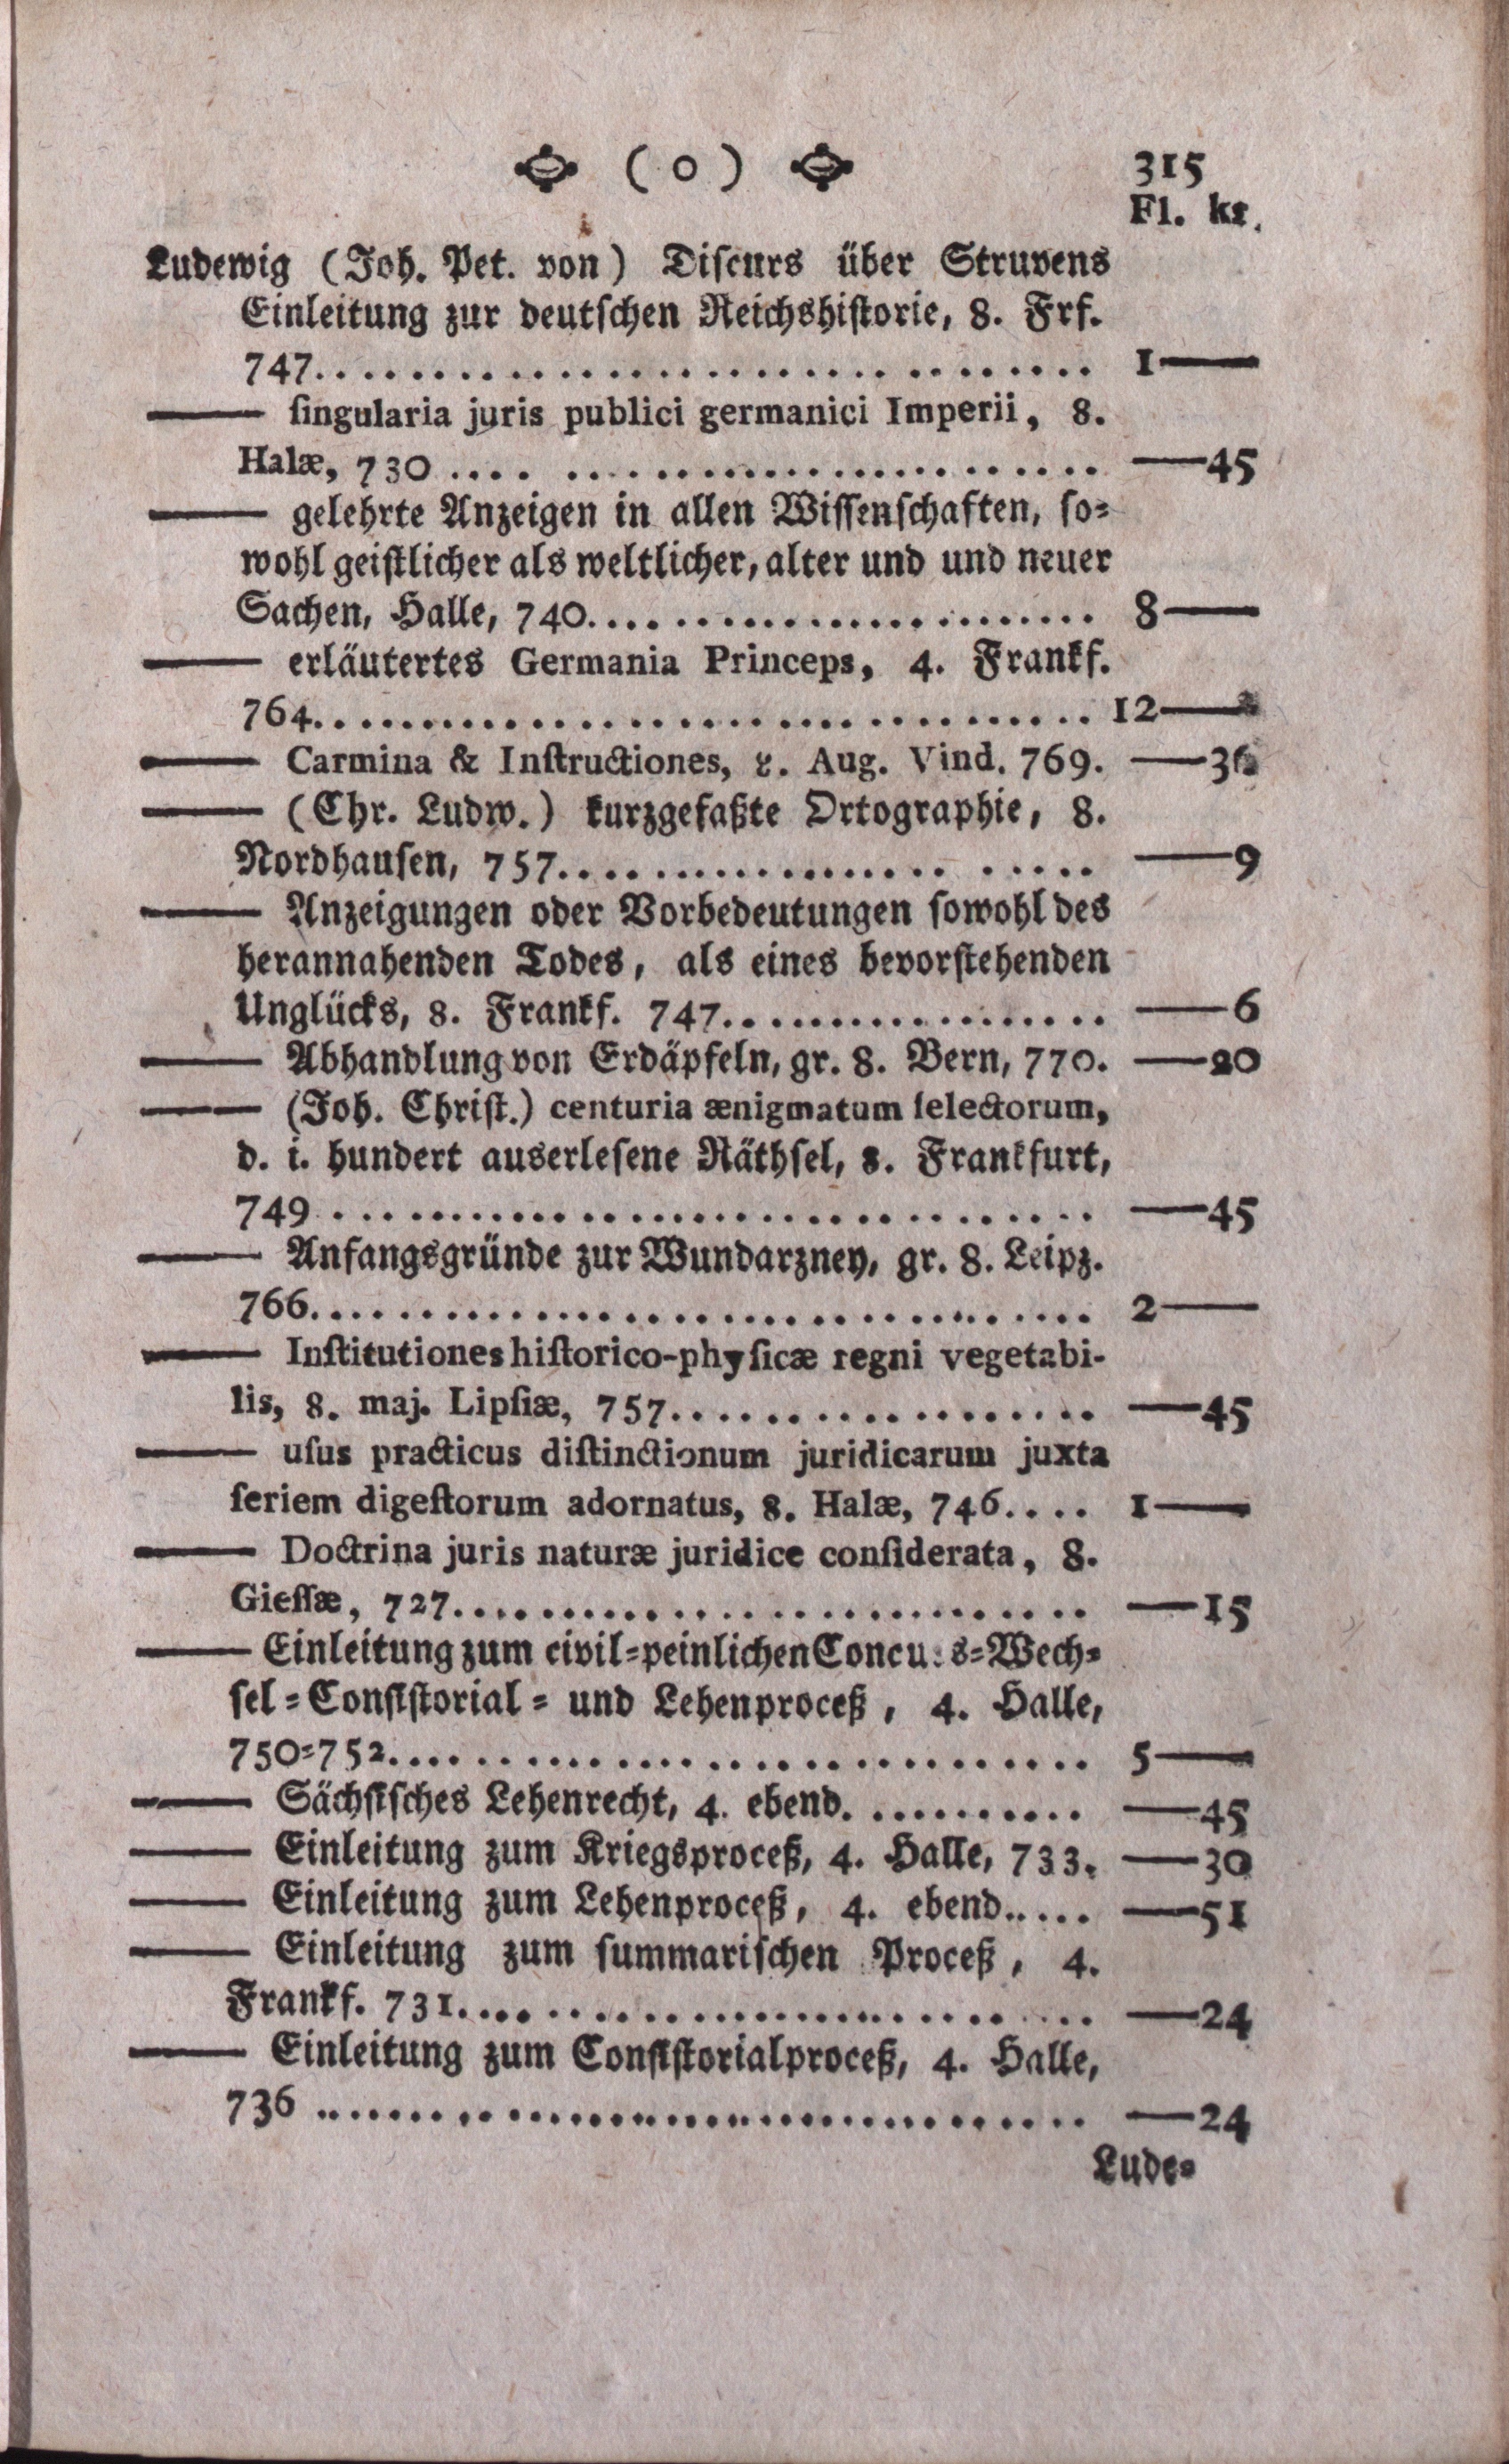 ( o ) 315
Fl. kr.
Ludewig (Joh. Pet. von) Discurs über Struvens
Einleitung zur deutschen Reichshistorie, 8. Frf.
747. . . . . . . . . . . . . . . . . . . . . . . . . . . . . . . 1——
—— ſingularia juris publici germanici Imperii, 8.
Halæ, 730 . . . . . . . . . . . . . . . . . . . . . . . . . . ——45
—— gelehrte Anzeigen in allen Wiſſenſchaften, ſo=
wohl geiſtlicher als weltlicher, alter und und neuer
Sachen, Halle, 740. . . . . . . . . . . . . . . . . . . . . 8——
—— erläutertes Germania Princeps, 4. Frankf.
764. . . . . . . . . . . . . . . . . . . . . . . . . . . . . . . 12——
—— Carmina & Inſtructiones, 8. Aug. Vind. 769. ——36
—— (Chr. Ludw.) kurzgefaßte Ortographie, 8.
Nordhauſen, 757. . . . . . . . . . . . . . . . . . . . . . ——9
—— Anzeigungen oder Vorbedeutungen ſowohl des
herannahenden Todes, als eines bevorſtehenden
Unglücks, 8. Frankf. 747. . . . . . . . . . . . . . . . . ——6
—— Abhandlung von Erdäpfeln, gr. 8. Bern, 770. ——20
—— (Joh. Chriſt.) centuria ænigmatum ſelectorum,
d. i. hundert auserleſene Räthſel, 8. Frankfurt,
749 . . . . . . . . . . . . . . . . . . . . . . . . . . . . . . . ——45
—— Anfangsgründe zur Wundarzney, gr. 8. Leipz.
766. . . . . . . . . . . . . . . . . . . . . . . . . . . . . . . 2——
—— Inſtitutiones hiſtorico-phyſicæ regni vegetabi-
lis, 8. maj. Lipſiæ, 757. . . . . . . . . . . . . . . . . . ——45
—— uſus practicus diſtinctionum juridicarum juxta
ſeriem digeſtorum adornatus, 8. Halæ, 746. . . . 1——
—— Doctrina juris naturæ juridice conſiderata, 8.
Gieſſæ, 727. . . . . . . . . . . . . . . . . . . . . . . . . . ——15
—— Einleitung zum civil=peinlichen Concurs=Wech=
ſel=Conſiſtorial= und Lehenproceß, 4. Halle,
750=752. . . . . . . . . . . . . . . . . . . . . . . . . . . . 5——
—— Sächſiſches Lehenrecht, 4. ebend. . . . . . . . . . . ——45
—— Einleitung zum Kriegsproceß, 4. Halle, 733. ——30
—— Einleitung zum Lehenproceß, 4. ebend. . . . . ——51
—— Einleitung zum ſummariſchen Proceß, 4.
Frankf. 731. . . . . . . . . . . . . . . . . . . . . . . . . . ——24
—— Einleitung zum Conſiſtorialproceß, 4. Halle,
736 . . . . . . . . . . . . . . . . . . . . . . . . . . . . . . . ——24
Lude=